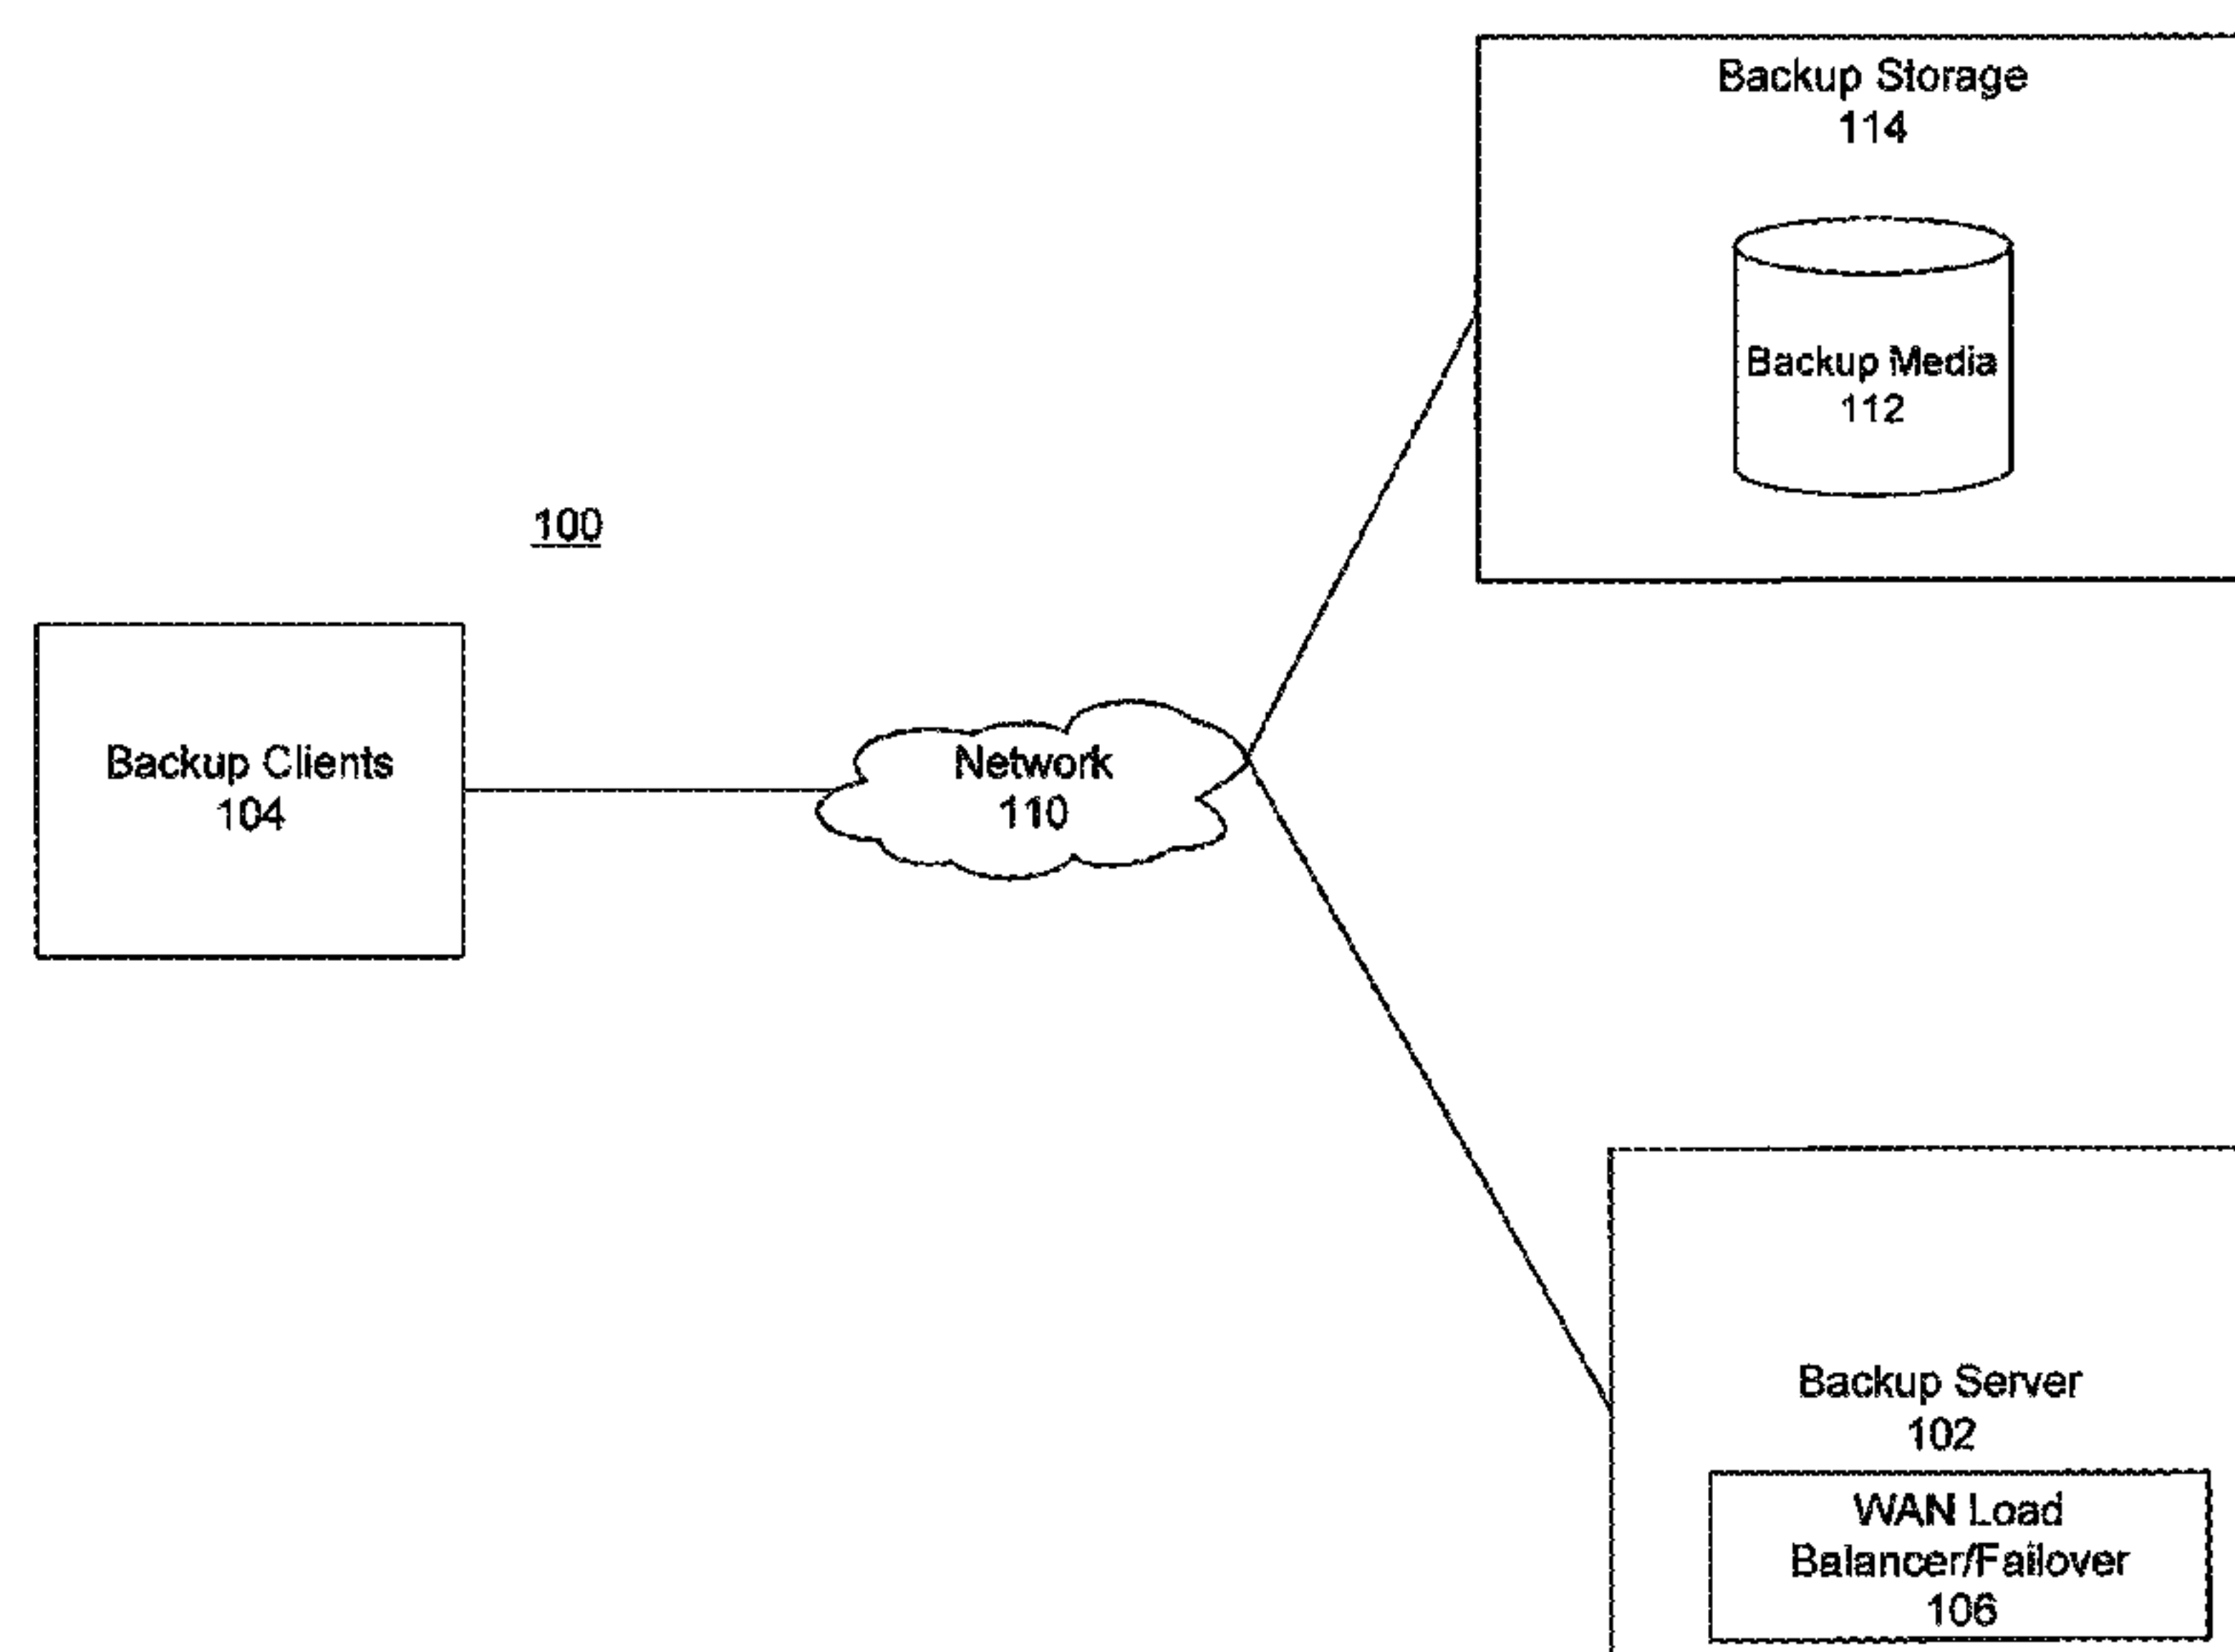 Backup Storage
114
Backup Media
112
100
Backup Clients
104
Network
110
Backup Server
102
WAN Load
Balancer/Failover
106